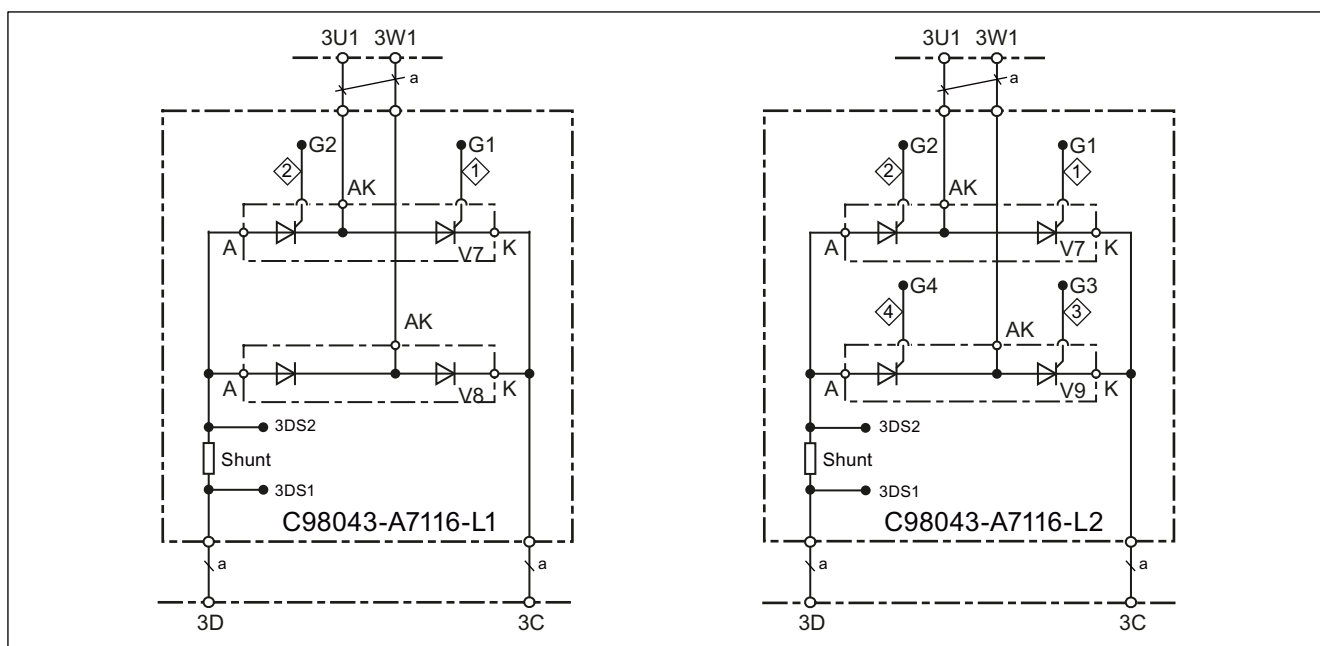 3U1 3W1
a
G2 G1
2 1
AK
A V7 K
AK
A V8 K
3DS2
Shunt
3DS1
C98043-A7116-L1
a a
3D 3C
3U1 3W1
a
G2 G1
2 1
AK
A V7 K
G4 G3
4 3
AK
A V9 K
3DS2
Shunt
3DS1
C98043-A7116-L2
a a
3D 3C